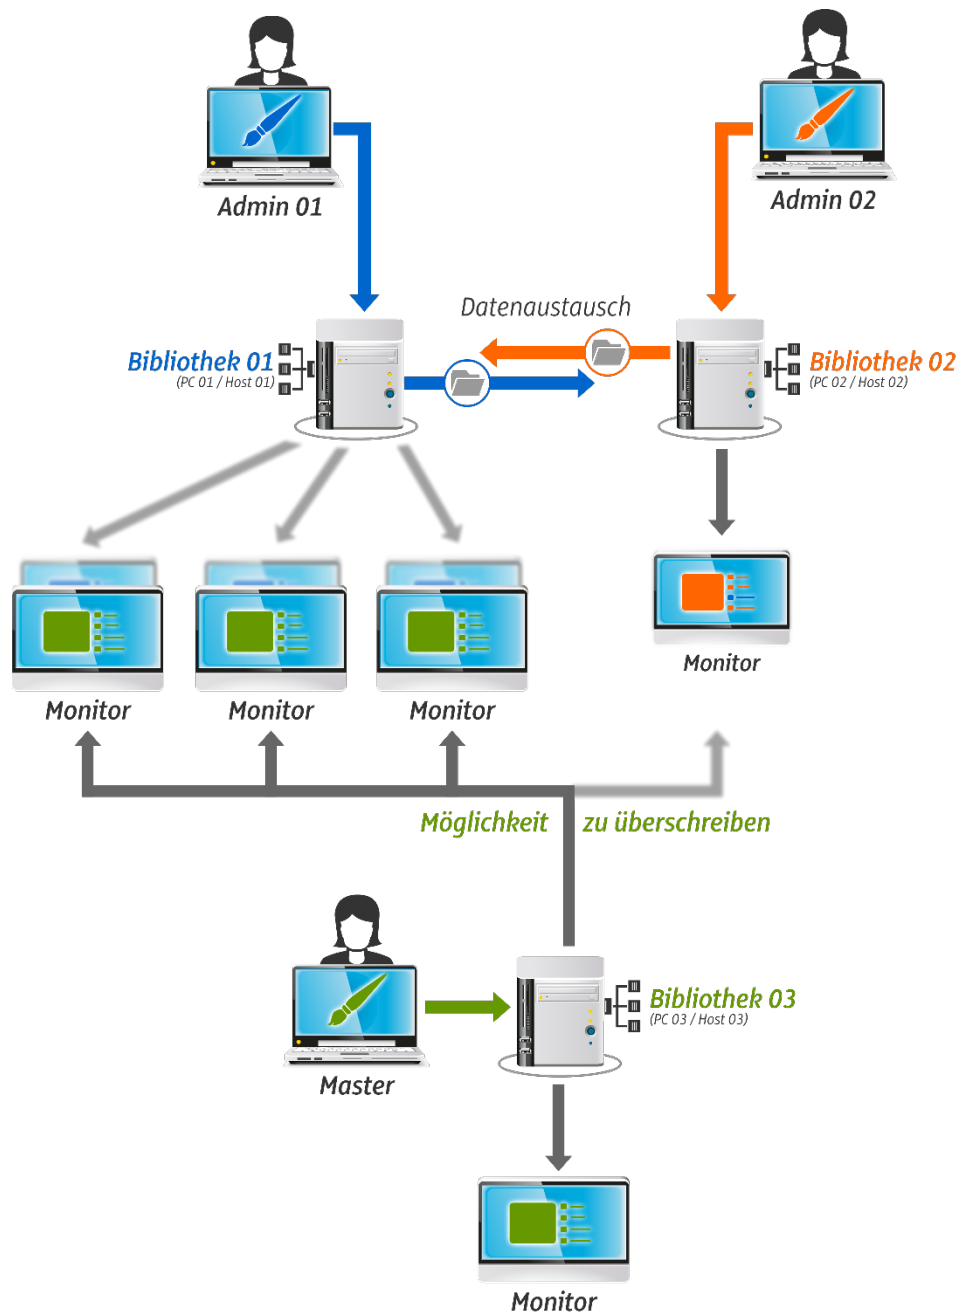 Admin 01
Admin 02
Datenaustausch
Bibliothek 01
(PC 01 / Host 01)
Bibliothek 02
(PC 02 / Host 02)
Monitor
Monitor
Monitor
Monitor
Möglichkeit zu überschreiben
Bibliothek 03
(PC 03 / Host 03)
Master
Monitor